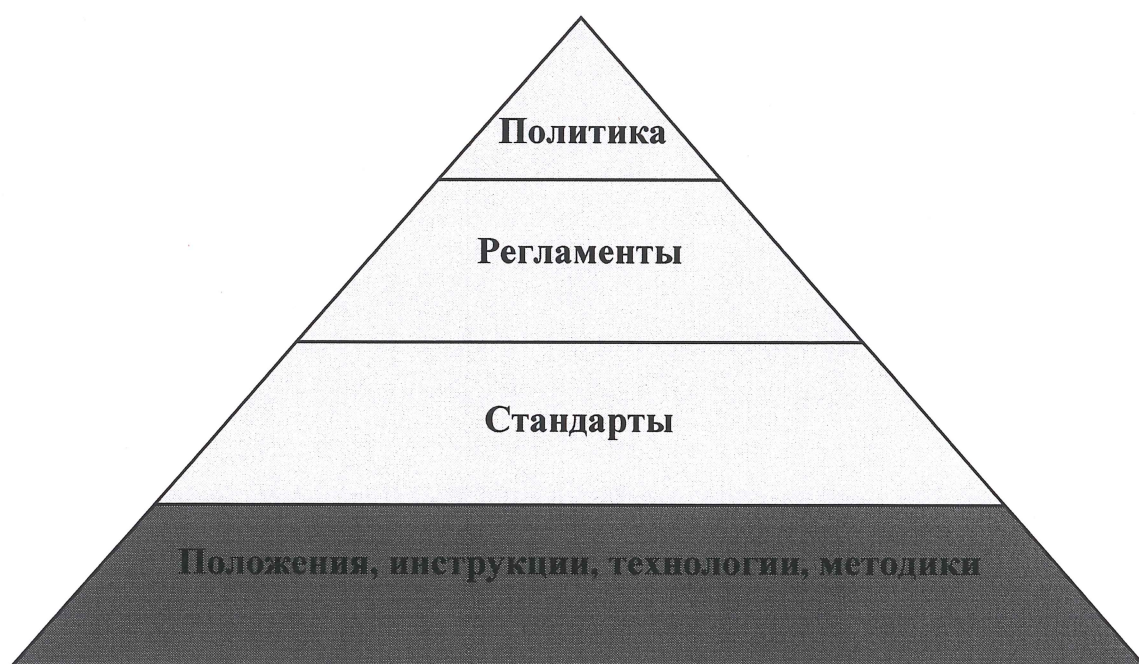 Политика
Регламенты
Стандарты
Положения, инструкции, технологии, методики